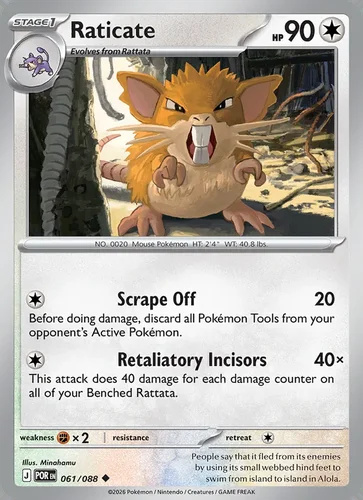 STAGE 1
Raticate
HP 90
Evolves from Rattata
NO. 0020 Mouse Pokémon HT: 2'4" WT: 40.8 lbs.
Scrape Off 20
Before doing damage, discard all Pokémon Tools from your
opponent's Active Pokémon.
Retaliatory Incisors 40×
This attack does 40 damage for each damage counter on
all of your Benched Rattata.
weakness ×2 resistance retreat
Illus. Minahamu
J POR EN 061/088
People say that it fled from its enemies
by using its small webbed hind feet to
swim from island to island in Alola.
©2026 Pokémon / Nintendo / Creatures / GAME FREAK